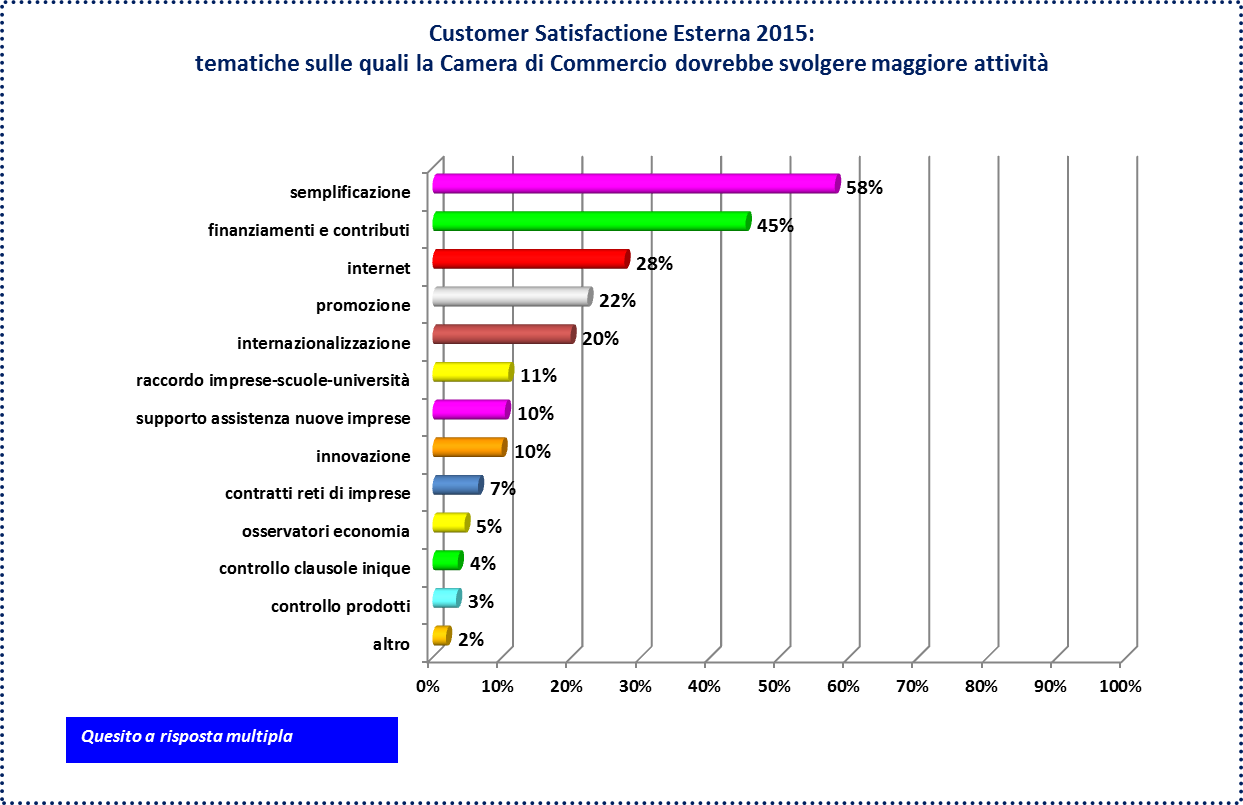 Customer Satisfactione Esterna 2015:
tematiche sulle quali la Camera di Commercio dovrebbe svolgere maggiore attività
semplificazione 58%
finanziamenti e contributi 45%
internet 28%
promozione 22%
internazionalizzazione 20%
raccordo imprese-scuole-università 11%
supporto assistenza nuove imprese 10%
innovazione 10%
contratti reti di imprese 7%
osservatori economia 5%
controllo clausole inique 4%
controllo prodotti 3%
altro 2%
0% 10% 20% 30% 40% 50% 60% 70% 80% 90% 100%
Quesito a risposta multipla